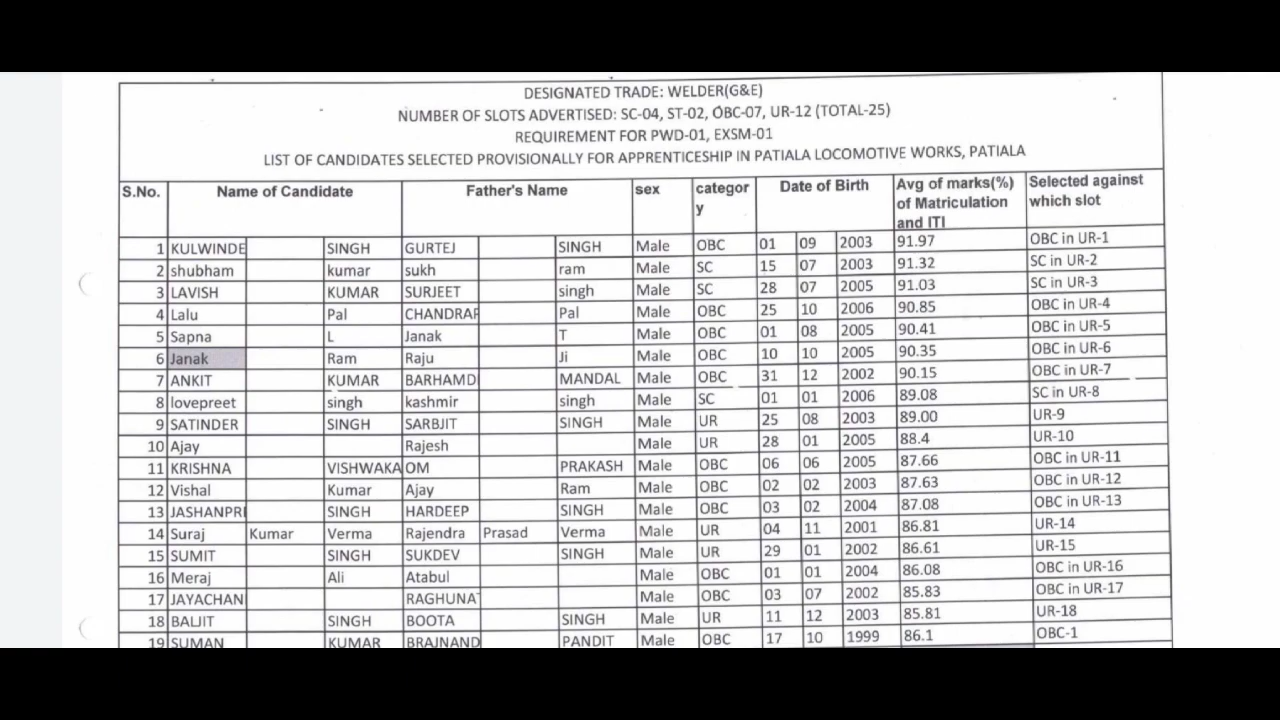 DESIGNATED TRADE: WELDER(G&E)
NUMBER OF SLOTS ADVERTISED: SC-04, ST-02, OBC-07, UR-12 (TOTAL-25)
REQUIREMENT FOR PWD-01, EXSM-01
LIST OF CANDIDATES SELECTED PROVISIONALLY FOR APPRENTICESHIP IN PATIALA LOCOMOTIVE WORKS, PATIALA
S.No. Name of Candidate Father's Name sex categor y Date of Birth Avg of marks(%) of Matriculation and ITI Selected against which slot
1 KULWINDE SINGH GURTEJ SINGH Male OBC 01 09 2003 91.97 OBC in UR-1
2 shubham kumar sukh ram Male SC 15 07 2003 91.32 SC in UR-2
3 LAVISH KUMAR SURJEET singh Male SC 28 07 2005 91.03 SC in UR-3
4 Lalu Pal CHANDRAP Pal Male OBC 25 10 2006 90.85 OBC in UR-4
5 Sapna L Janak T Male OBC 01 08 2005 90.41 OBC in UR-5
6 Janak Ram Raju Ji Male OBC 10 10 2005 90.35 OBC in UR-6
7 ANKIT KUMAR BARHAMD MANDAL Male OBC 31 12 2002 90.15 OBC in UR-7
8 lovepreet singh kashmir singh Male SC 01 01 2006 89.08 SC in UR-8
9 SATINDER SINGH SARBJIT SINGH Male UR 25 08 2003 89.00 UR-9
10 Ajay Rajesh Male UR 28 01 2005 88.4 UR-10
11 KRISHNA VISHWAKA OM PRAKASH Male OBC 06 06 2005 87.66 OBC in UR-11
12 Vishal Kumar Ajay Ram Male OBC 02 02 2003 87.63 OBC in UR-12
13 JASHANPRI SINGH HARDEEP SINGH Male OBC 03 02 2004 87.08 OBC in UR-13
14 Suraj Kumar Verma Rajendra Prasad Verma Male UR 04 11 2001 86.81 UR-14
15 SUMIT SINGH SUKDEV SINGH Male UR 29 01 2002 86.61 UR-15
16 Meraj Ali Atabul Male OBC 01 01 2004 86.08 OBC in UR-16
17 JAYACHAN RAGHUNAT Male OBC 03 07 2002 85.83 OBC in UR-17
18 BALJIT SINGH BOOTA SINGH Male UR 11 12 2003 85.81 UR-18
19 SUMAN KUMAR BRAJNAND PANDIT Male OBC 17 10 1999 86.1 OBC-1